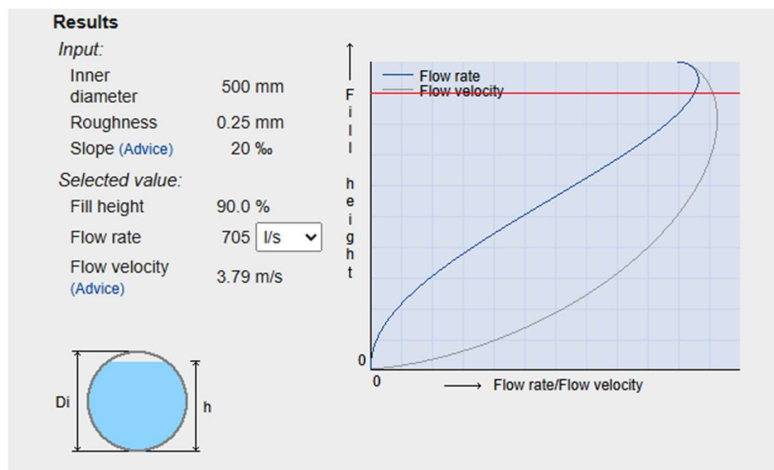 Results
Input:
Inner
diameter
500 mm
Roughness
0.25 mm
Slope (Advice)
20 ‰
Selected value:
Fill height
90.0 %
Flow rate
705 l/s
Flow velocity
(Advice)
3.79 m/s
Di
h
Fill height
Flow rate
Flow velocity
0
0
Flow rate/Flow velocity